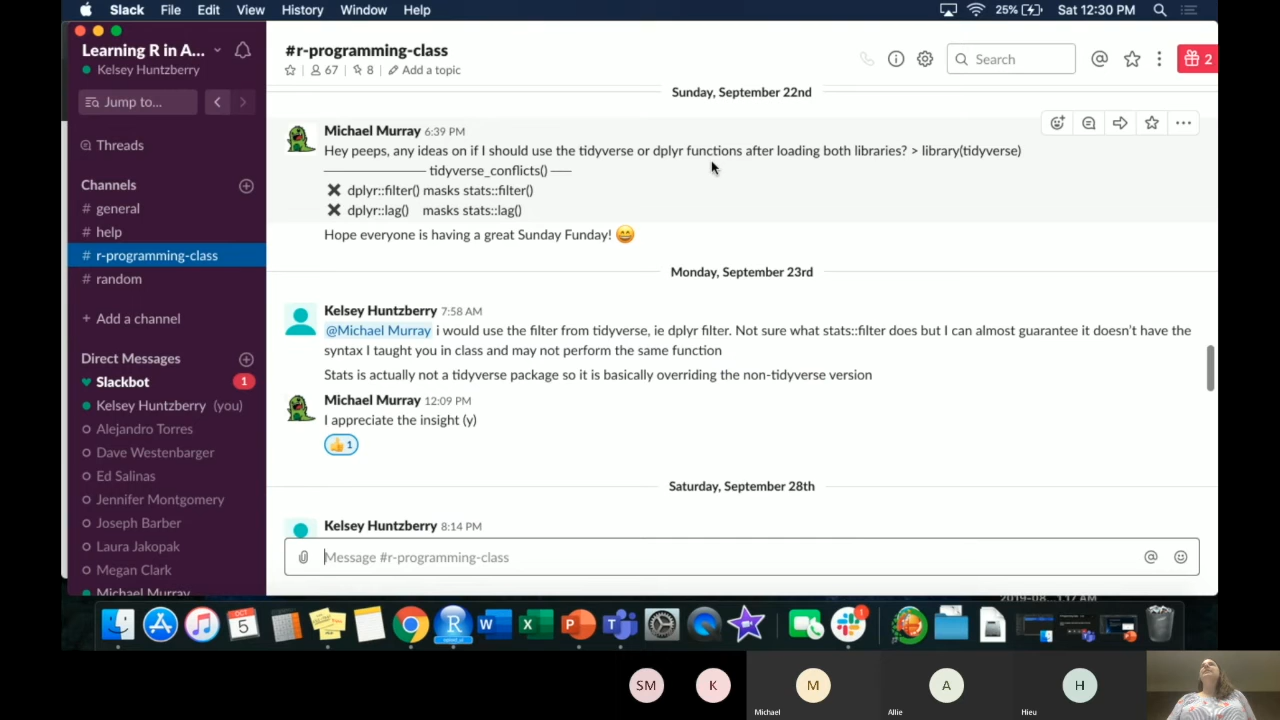 Slack File Edit View History Window Help 25% Sat 12:30 PM
Learning R in A...
Kelsey Huntzberry
Jump to...
Threads
Channels
# general
# help
# r-programming-class
# random
+ Add a channel
Direct Messages
Slackbot 1
Kelsey Huntzberry (you)
Alejandro Torres
Dave Westenbarger
Ed Salinas
Jennifer Montgomery
Joseph Barber
Laura Jakopak
Megan Clark
Michael Murray
#r-programming-class
67 8 Add a topic
Search
2
Sunday, September 22nd
Michael Murray 6:39 PM
Hey peeps, any ideas on if I should use the tidyverse or dplyr functions after loading both libraries? > library(tidyverse)
tidyverse_conflicts()
dplyr::filter() masks stats::filter()
dplyr::lag() masks stats::lag()
Hope everyone is having a great Sunday Funday!
Monday, September 23rd
Kelsey Huntzberry 7:58 AM
@Michael Murray i would use the filter from tidyverse, ie dplyr filter. Not sure what stats::filter does but I can almost guarantee it doesn't have the
syntax I taught you in class and may not perform the same function
Stats is actually not a tidyverse package so it is basically overriding the non-tidyverse version
Michael Murray 12:09 PM
I appreciate the insight (y)
1
Saturday, September 28th
Kelsey Huntzberry 8:14 PM
Message #r-programming-class
OCT
5
R
W
X
P
T
1
SM
K
M
Michael
A
Allie
H
Hieu